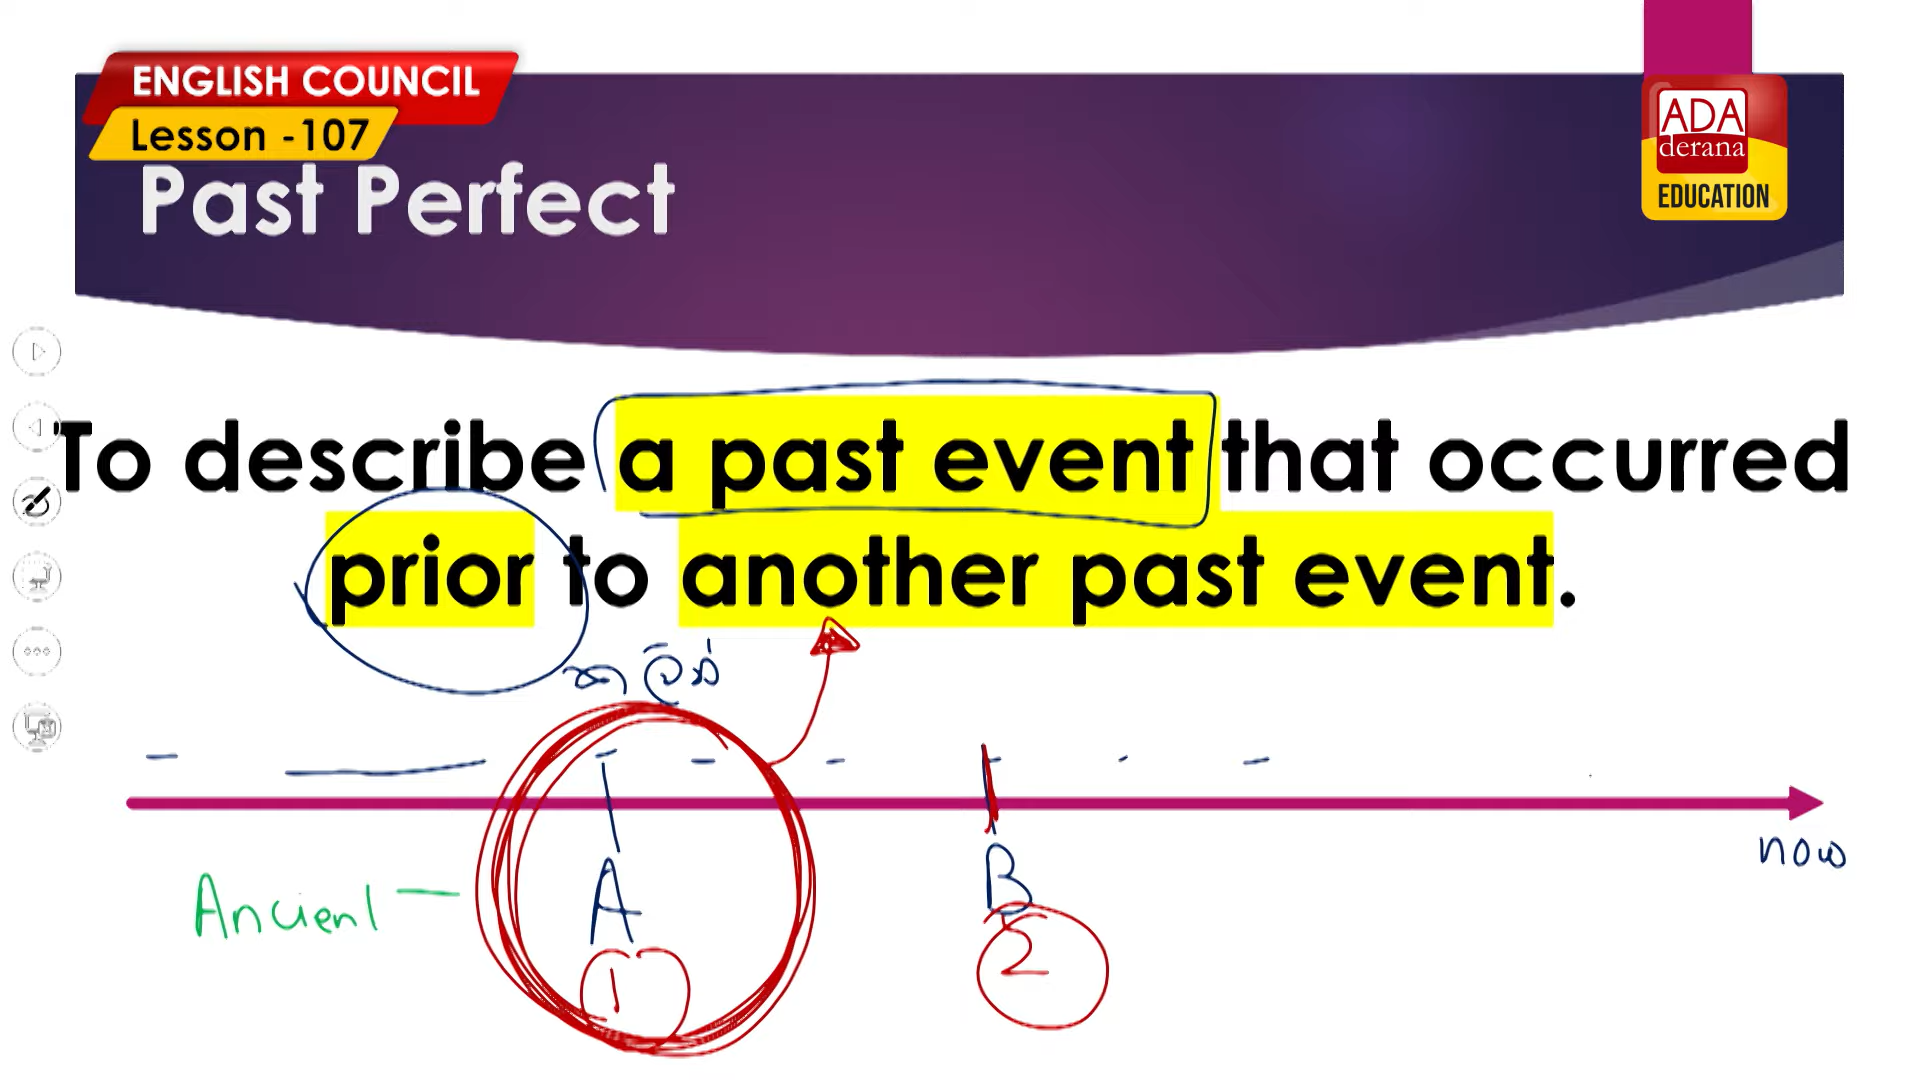 ENGLISH COUNCIL
Lesson -107
ADA
derana
EDUCATION
Past Perfect
To describe a past event that occurred
prior to another past event.
now
Ancient -
A
B
1
2